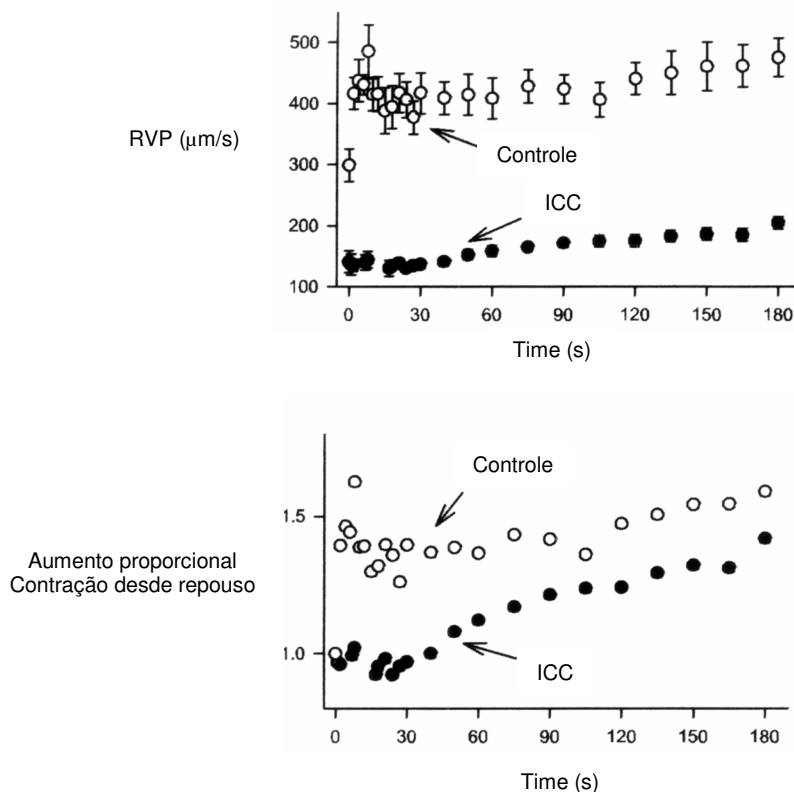 500
400
300
200
100
RVP (μm/s)
Controle
ICC
0 30 60 90 120 150 180
Time (s)
1.5
1.0
Aumento proporcional
Contração desde repouso
Controle
ICC
0 30 60 90 120 150 180
Time (s)